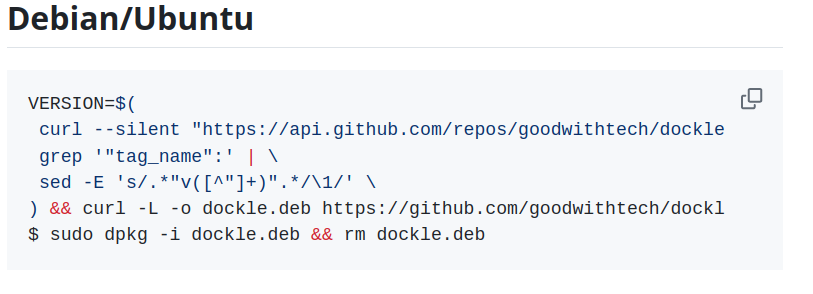 Debian/Ubuntu
VERSION=$(
 curl --silent "https://api.github.com/repos/goodwithtech/dockle
 grep '"tag_name":' | \
 sed -E 's/.*"v([^"]+)".*/\1/' \
) && curl -L -o dockle.deb https://github.com/goodwithtech/dockl
$ sudo dpkg -i dockle.deb && rm dockle.deb